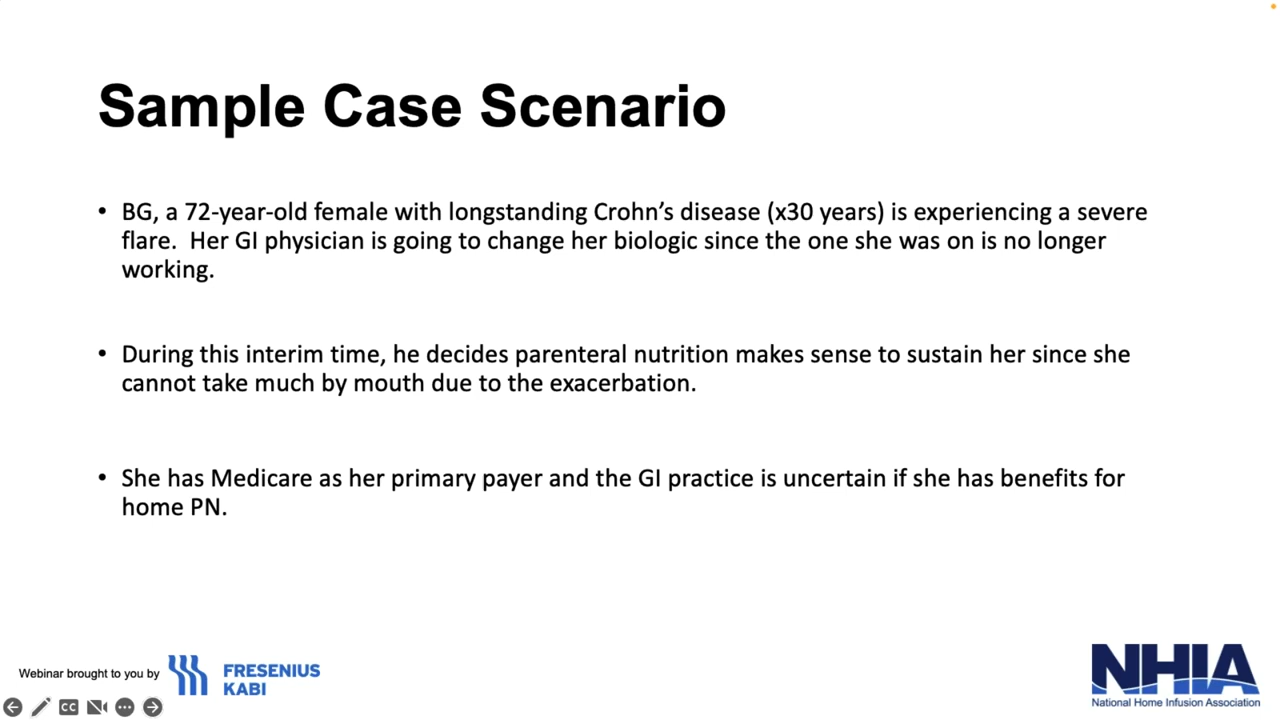 Sample Case Scenario
• BG, a 72-year-old female with longstanding Crohn’s disease (x30 years) is experiencing a severe
flare.  Her GI physician is going to change her biologic since the one she was on is no longer
working.
• During this interim time, he decides parenteral nutrition makes sense to sustain her since she
cannot take much by mouth due to the exacerbation.
• She has Medicare as her primary payer and the GI practice is uncertain if she has benefits for
home PN.
Webinar brought to you by
FRESENIUS
KABI
NHIA
National Home Infusion Association
CC